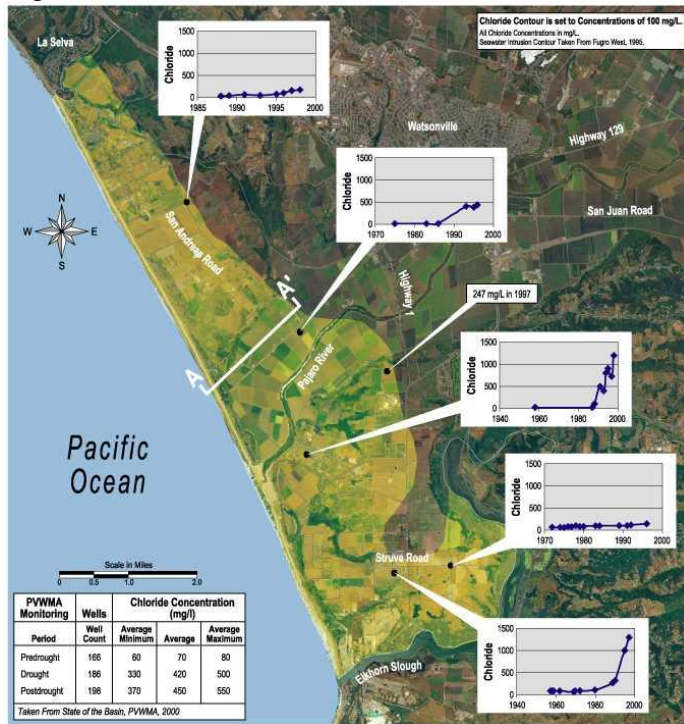 Chloride Contour is set to Concentrations of 100 mg/L.
All Chloride Concentrations in mg/L.
Seawater Intrusion Contour Taken From Fugro West, 1995.
La Selva
Chloride
1500
1000
500
0
1985 1990 1995 2000
Watsonville
Highway 129
Chloride
1500
1000
500
0
1970 1980 1990 2000
San Juan Road
N
W E
S
San Andreas Road
A'
Highway 1
247 mg/L in 1997
A
Pajaro River
Chloride
1500
1000
500
0
1940 1960 1980 2000
Pacific
Ocean
Chloride
1500
1000
500
0
1970 1980 1990 2000
Struve Road
Scale in Miles
0 0.5 1.0 2.0
PVWMA Monitoring Wells Chloride Concentration (mg/l)
Period Well Count Average Minimum Average Average Maximum
Predrought 166 60 70 80
Drought 186 330 420 500
Postdrought 198 370 450 550
Taken From State of the Basin, PVWMA, 2000
Chloride
1500
1000
500
0
1940 1960 1980 2000
Elkhorn Slough